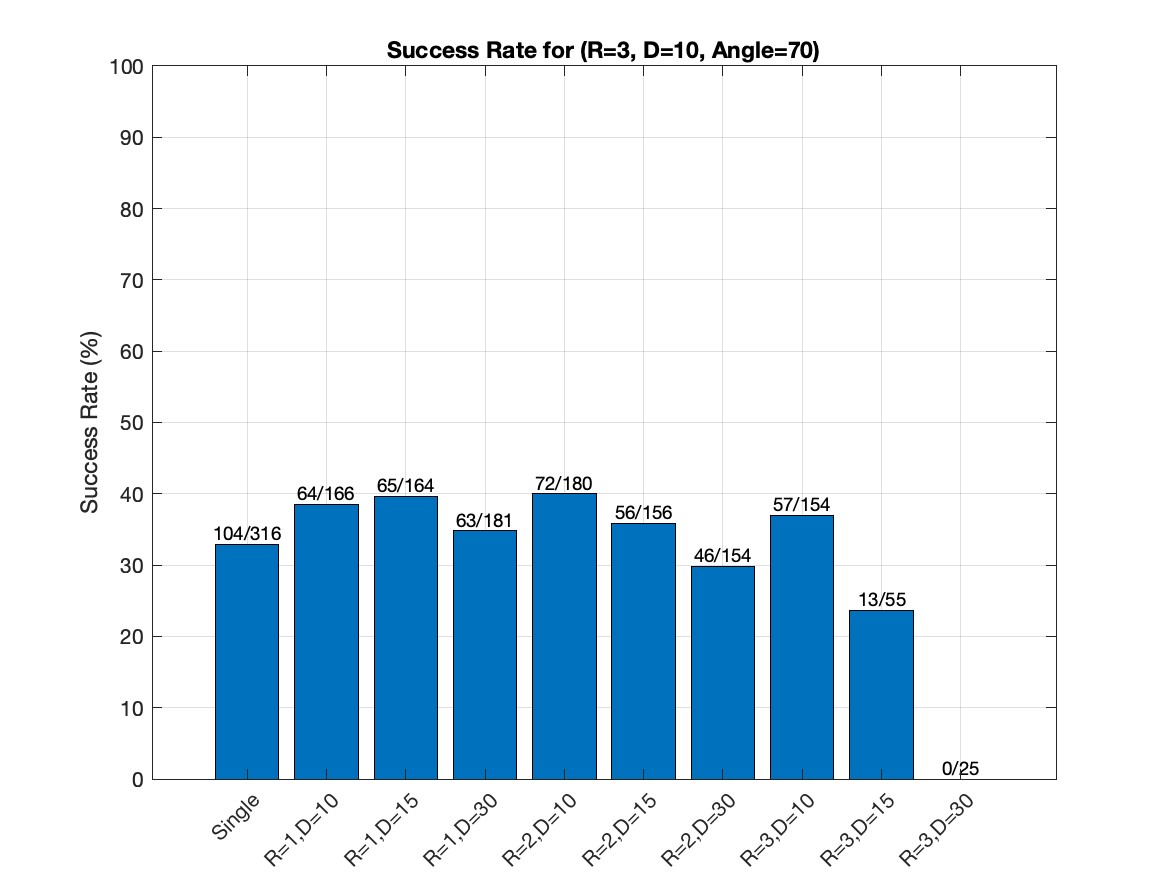 Success Rate for (R=3, D=10, Angle=70)
Success Rate (%)
100
90
80
70
60
50
40
30
20
10
0
104/316
64/166
65/164
63/181
72/180
56/156
46/154
57/154
13/55
0/25
Single
R=1,D=10
R=1,D=15
R=1,D=30
R=2,D=10
R=2,D=15
R=2,D=30
R=3,D=10
R=3,D=15
R=3,D=30